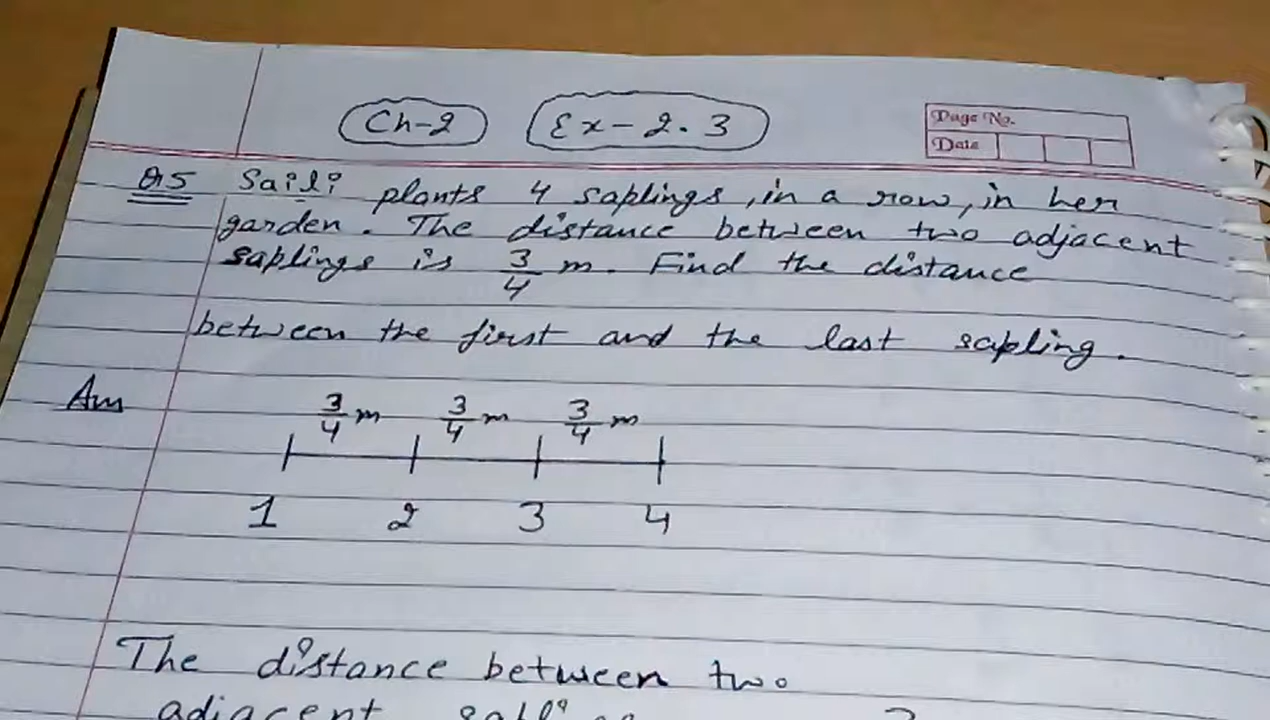 Ch-2 Ex-2.3
Page No.
Date
Q5 Saili plants 4 saplings, in a row, in her
garden. The distance between two adjacent
saplings is 3/4 m. Find the distance
between the first and the last sapling.
Ans
3/4 m 3/4 m 3/4 m
1 2 3 4
The distance between two
adjacent